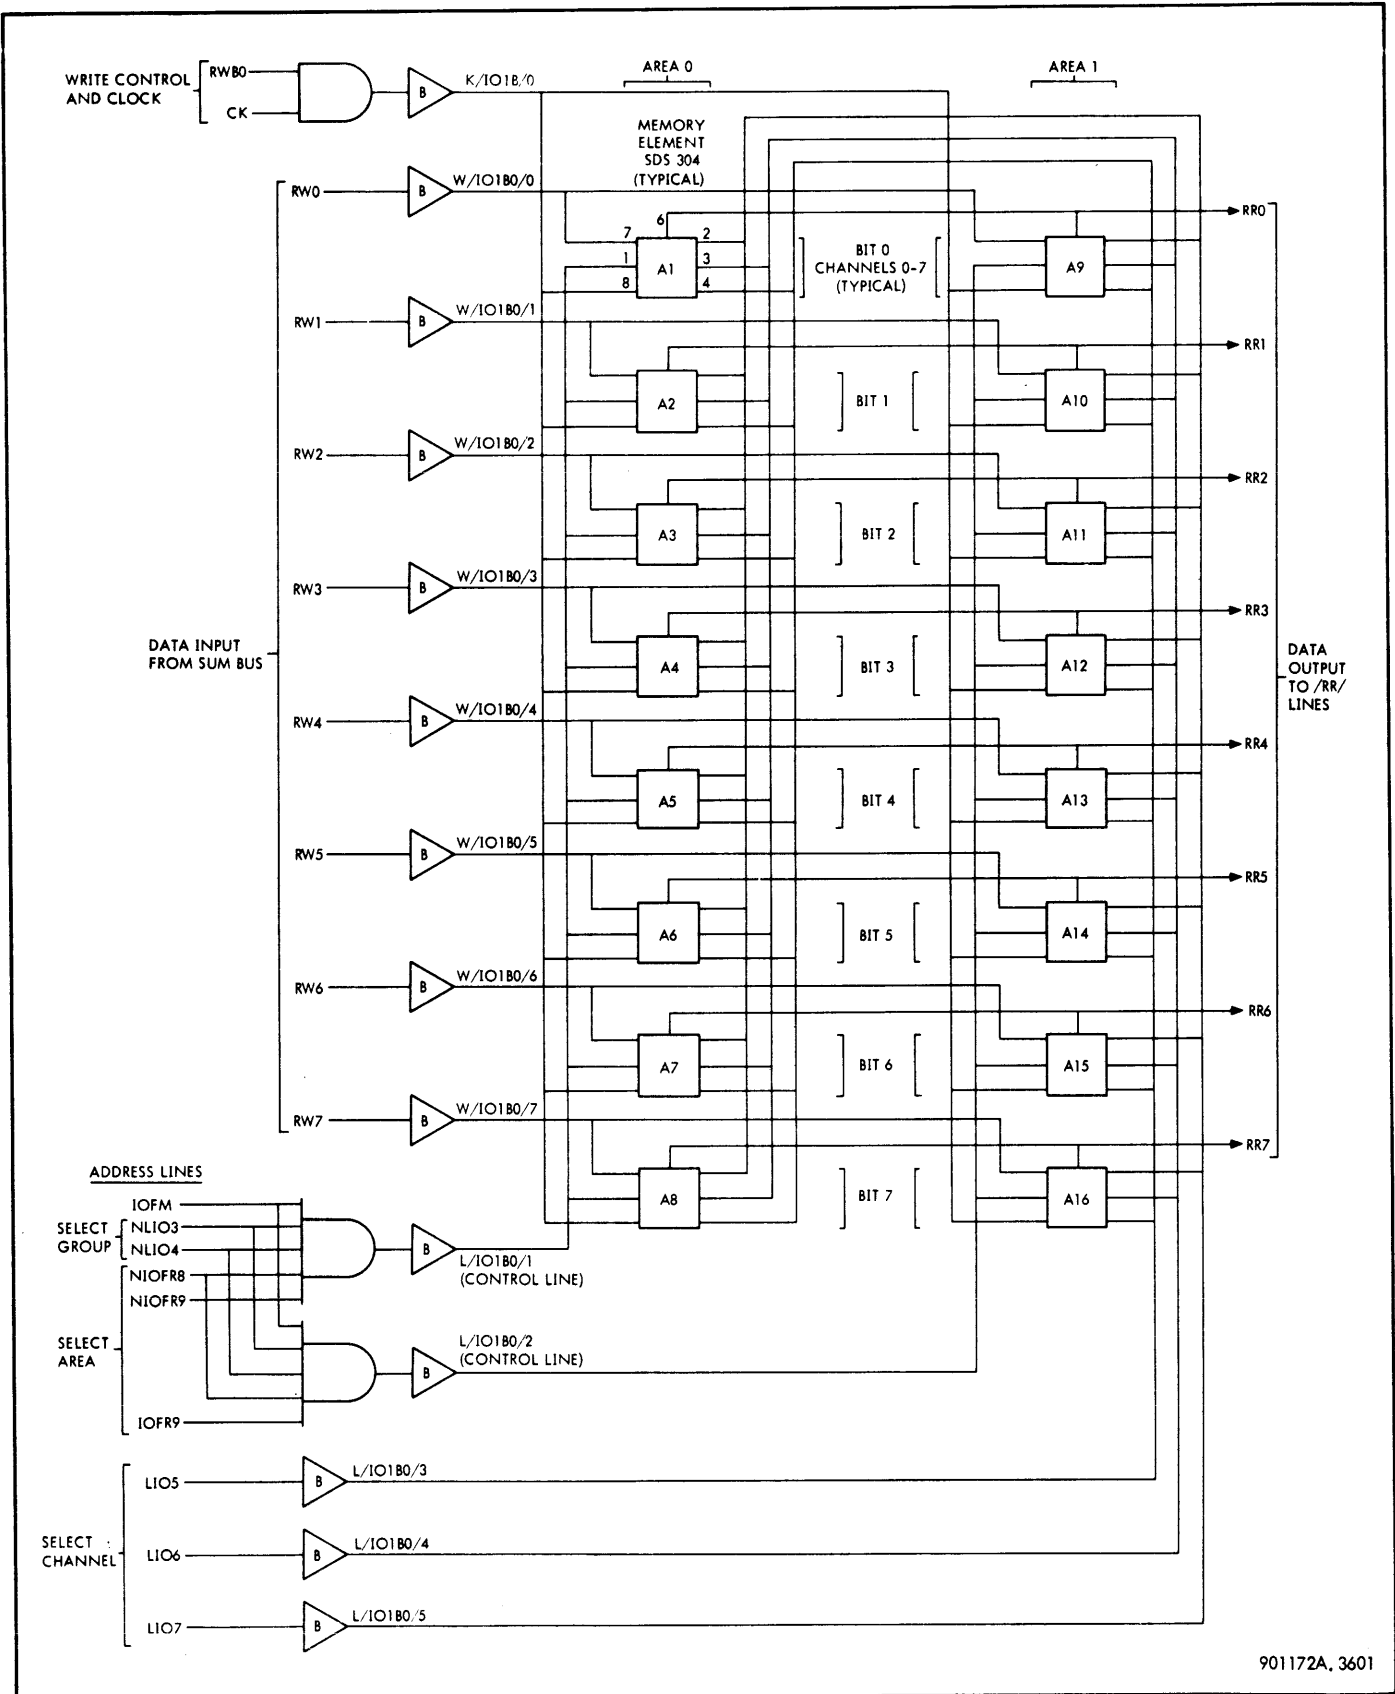 WRITE CONTROL
AND CLOCK
RWB0
CK
B
K/IO1B/0
AREA 0
AREA 1
MEMORY
ELEMENT
SDS 304
(TYPICAL)
RW0
B
W/IO1B0/0
RR0
6
7
1
8
A1
2
3
4
BIT 0
CHANNELS 0-7
(TYPICAL)
A9
RW1
B
W/IO1B0/1
RR1
A2
BIT 1
A10
RW2
B
W/IO1B0/2
RR2
A3
BIT 2
A11
RW3
B
W/IO1B0/3
RR3
A4
BIT 3
A12
DATA INPUT
FROM SUM BUS
DATA
OUTPUT
TO /RR/
LINES
RW4
B
W/IO1B0/4
RR4
A5
BIT 4
A13
RW5
B
W/IO1B0/5
RR5
A6
BIT 5
A14
RW6
B
W/IO1B0/6
RR6
A7
BIT 6
A15
RW7
B
W/IO1B0/7
RR7
A8
BIT 7
A16
ADDRESS LINES
IOFM
SELECT
GROUP
NLIO3
NLIO4
NIOFR8
NIOFR9
B
L/IO1B0/1
(CONTROL LINE)
SELECT
AREA
B
L/IO1B0/2
(CONTROL LINE)
IOFR9
LIO5
B
L/IO1B0/3
SELECT
CHANNEL
LIO6
B
L/IO1B0/4
LIO7
B
L/IO1B0/5
901172A. 3601